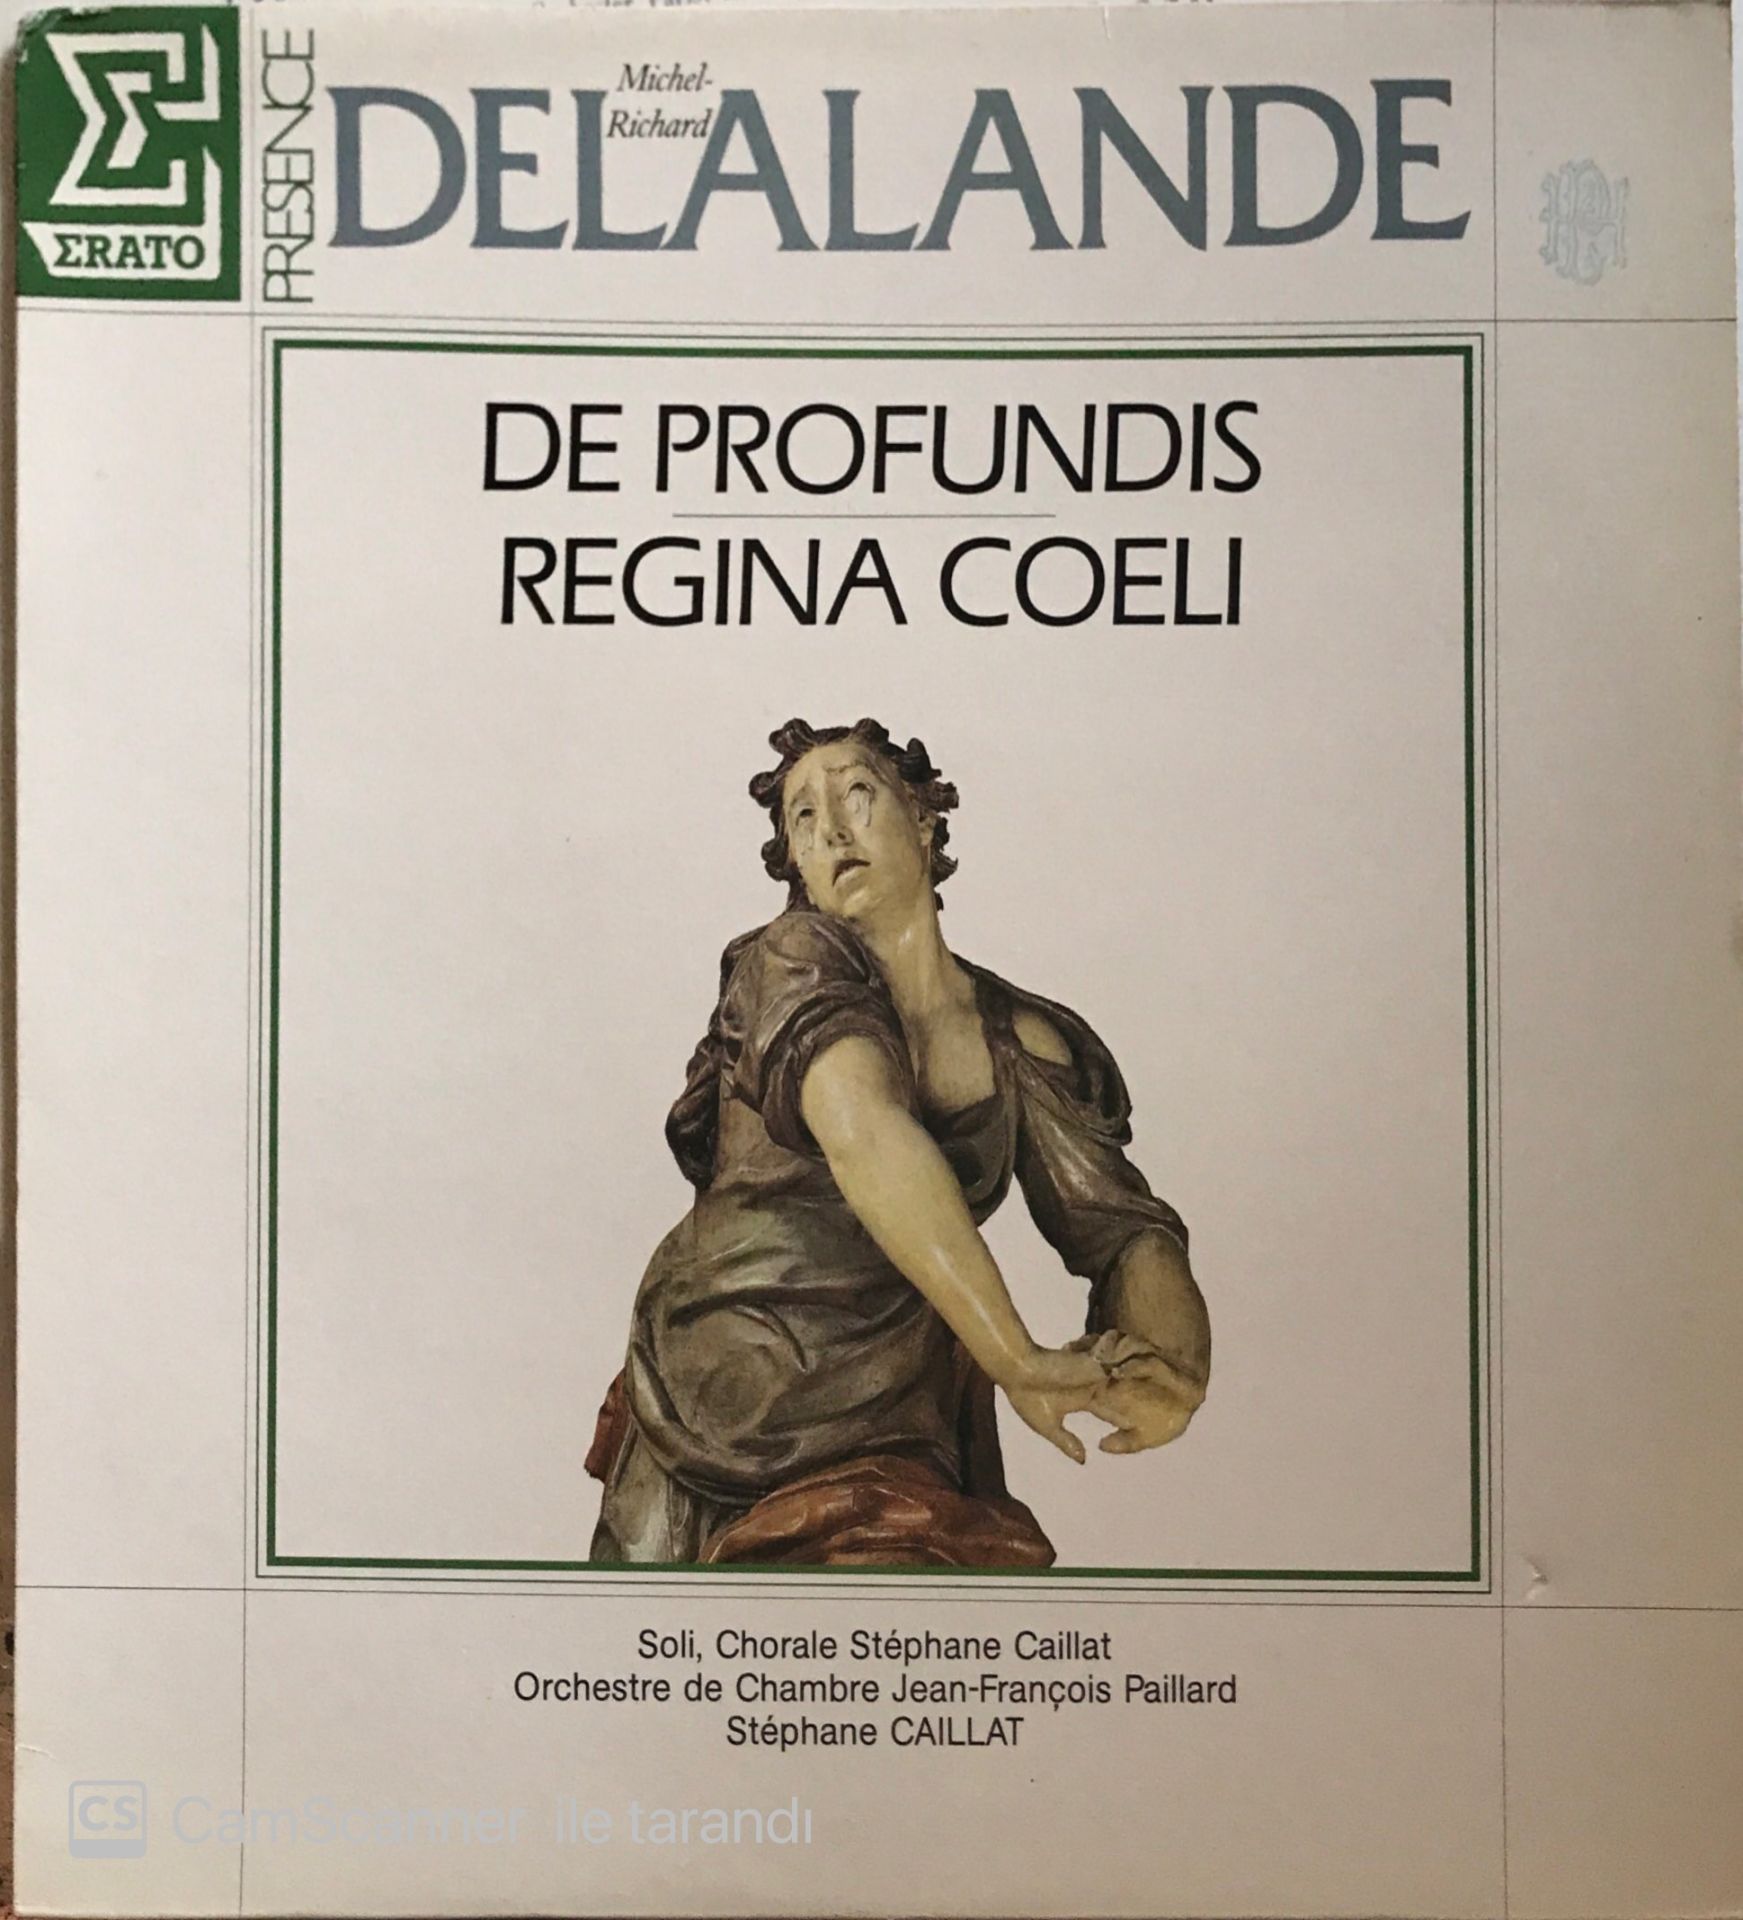 ΣRATO
PRESENCE
Michel-
Richard
DELALANDE
DE PROFUNDIS
REGINA COELI
Soli, Chorale Stéphane Caillat
Orchestre de Chambre Jean-François Paillard
Stéphane CAILLAT
CS CamScanner ile tarandı